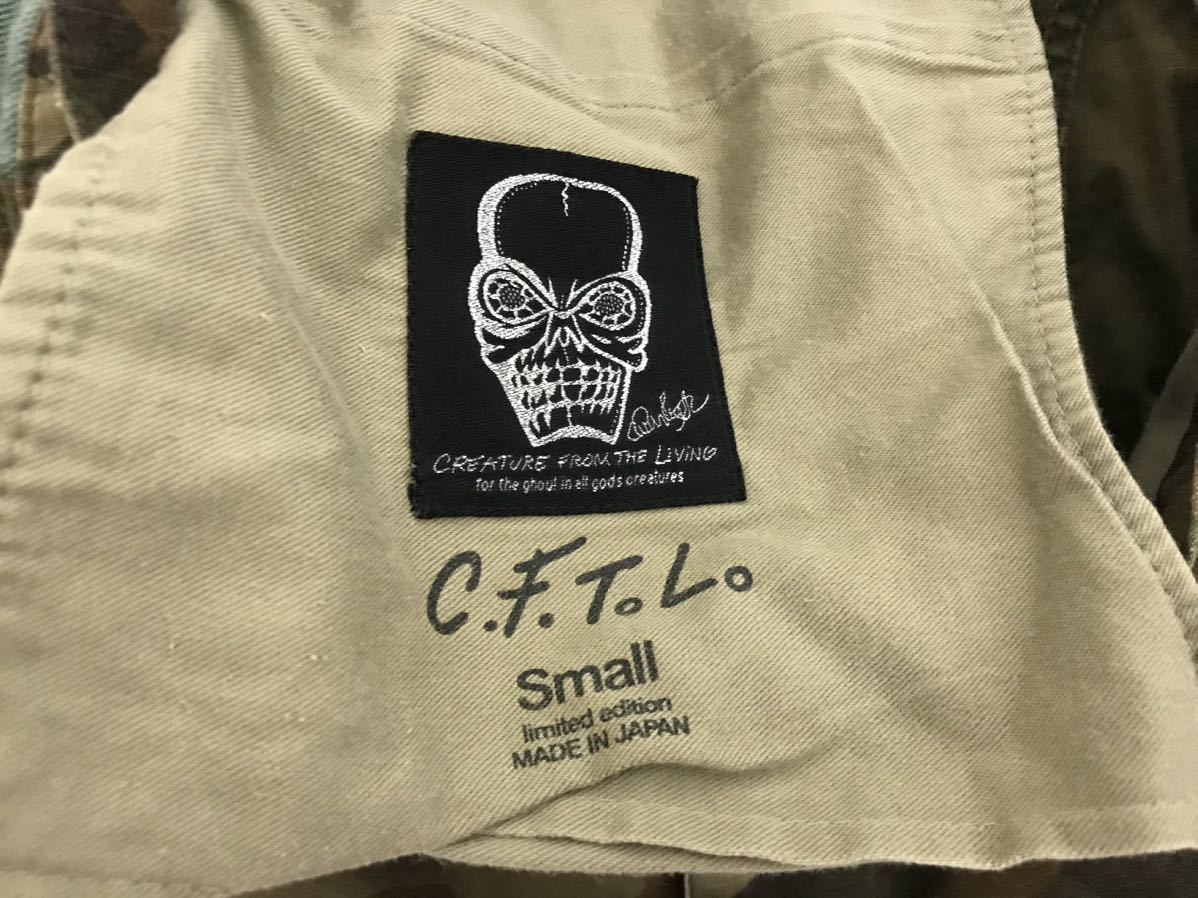 CREATURE FROM THE LIVING
for the ghoul in all gods creatures
C.F.T.L.
Small
limited edition
MADE IN JAPAN